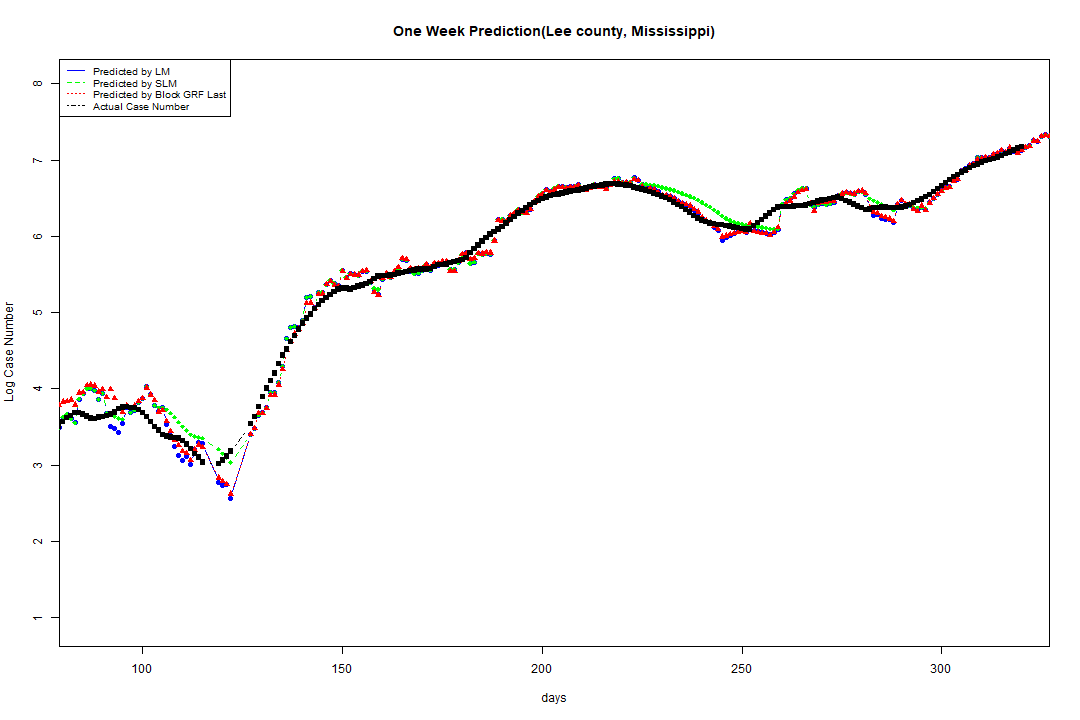 One Week Prediction(Lee county, Mississippi)
Predicted by LM
Predicted by SLM
Predicted by Block GRF Last
Actual Case Number
8
7
6
5
4
3
2
1
Log Case Number
100 150 200 250 300
days